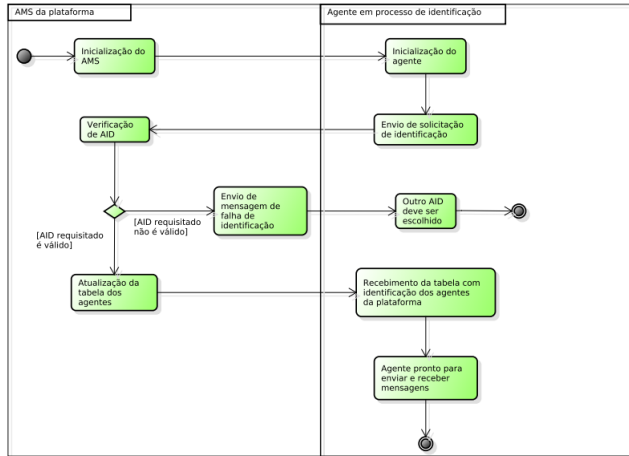 AMS da plataforma
Agente em processo de identificação
Inicialização do
AMS
Inicialização do
agente
Verificação
de AID
Envio de solicitação
de identificação
Envio de
mensagem de
falha de
identificação
Outro AID
deve ser
escolhido
[AID requisitado
não é válido]
[AID requisitado
é válido]
Atualização da
tabela dos
agentes
Recebimento da tabela com
identificação dos agentes
da plataforma
Agente pronto para
enviar e receber
mensagens